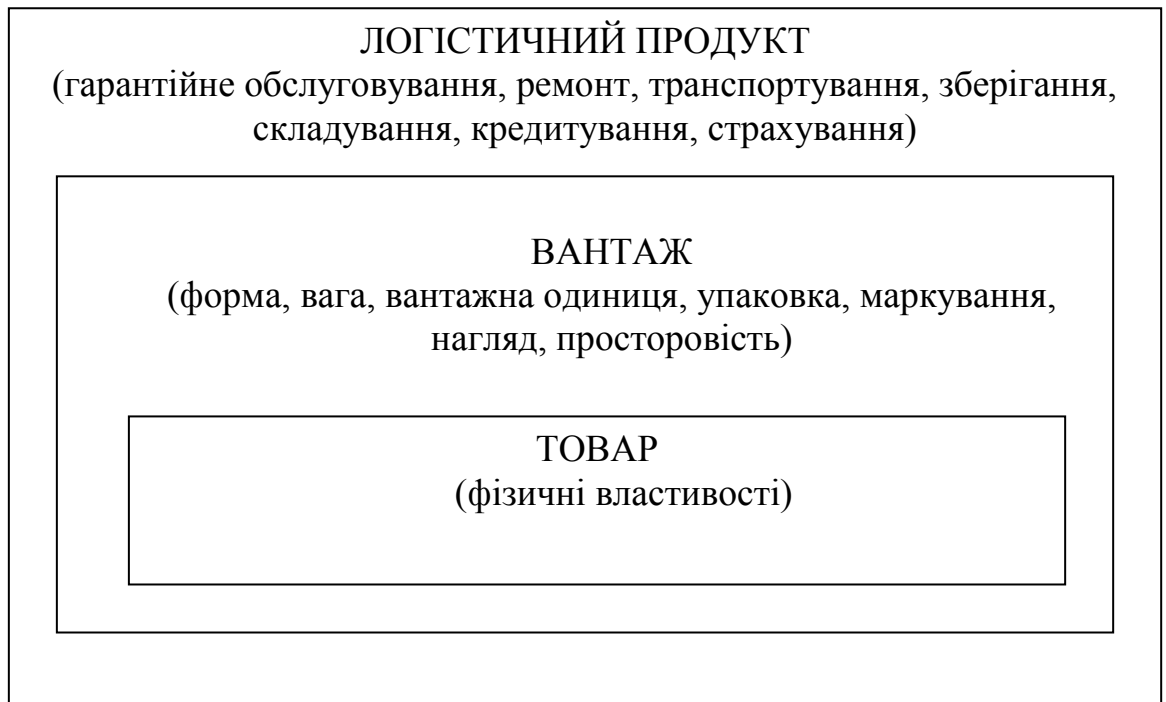 ЛОГІСТИЧНИЙ ПРОДУКТ
(гарантійне обслуговування, ремонт, транспортування, зберігання,
складування, кредитування, страхування)
ВАНТАЖ
(форма, вага, вантажна одиниця, упаковка, маркування,
нагляд, просторовість)
ТОВАР
(фізичні властивості)